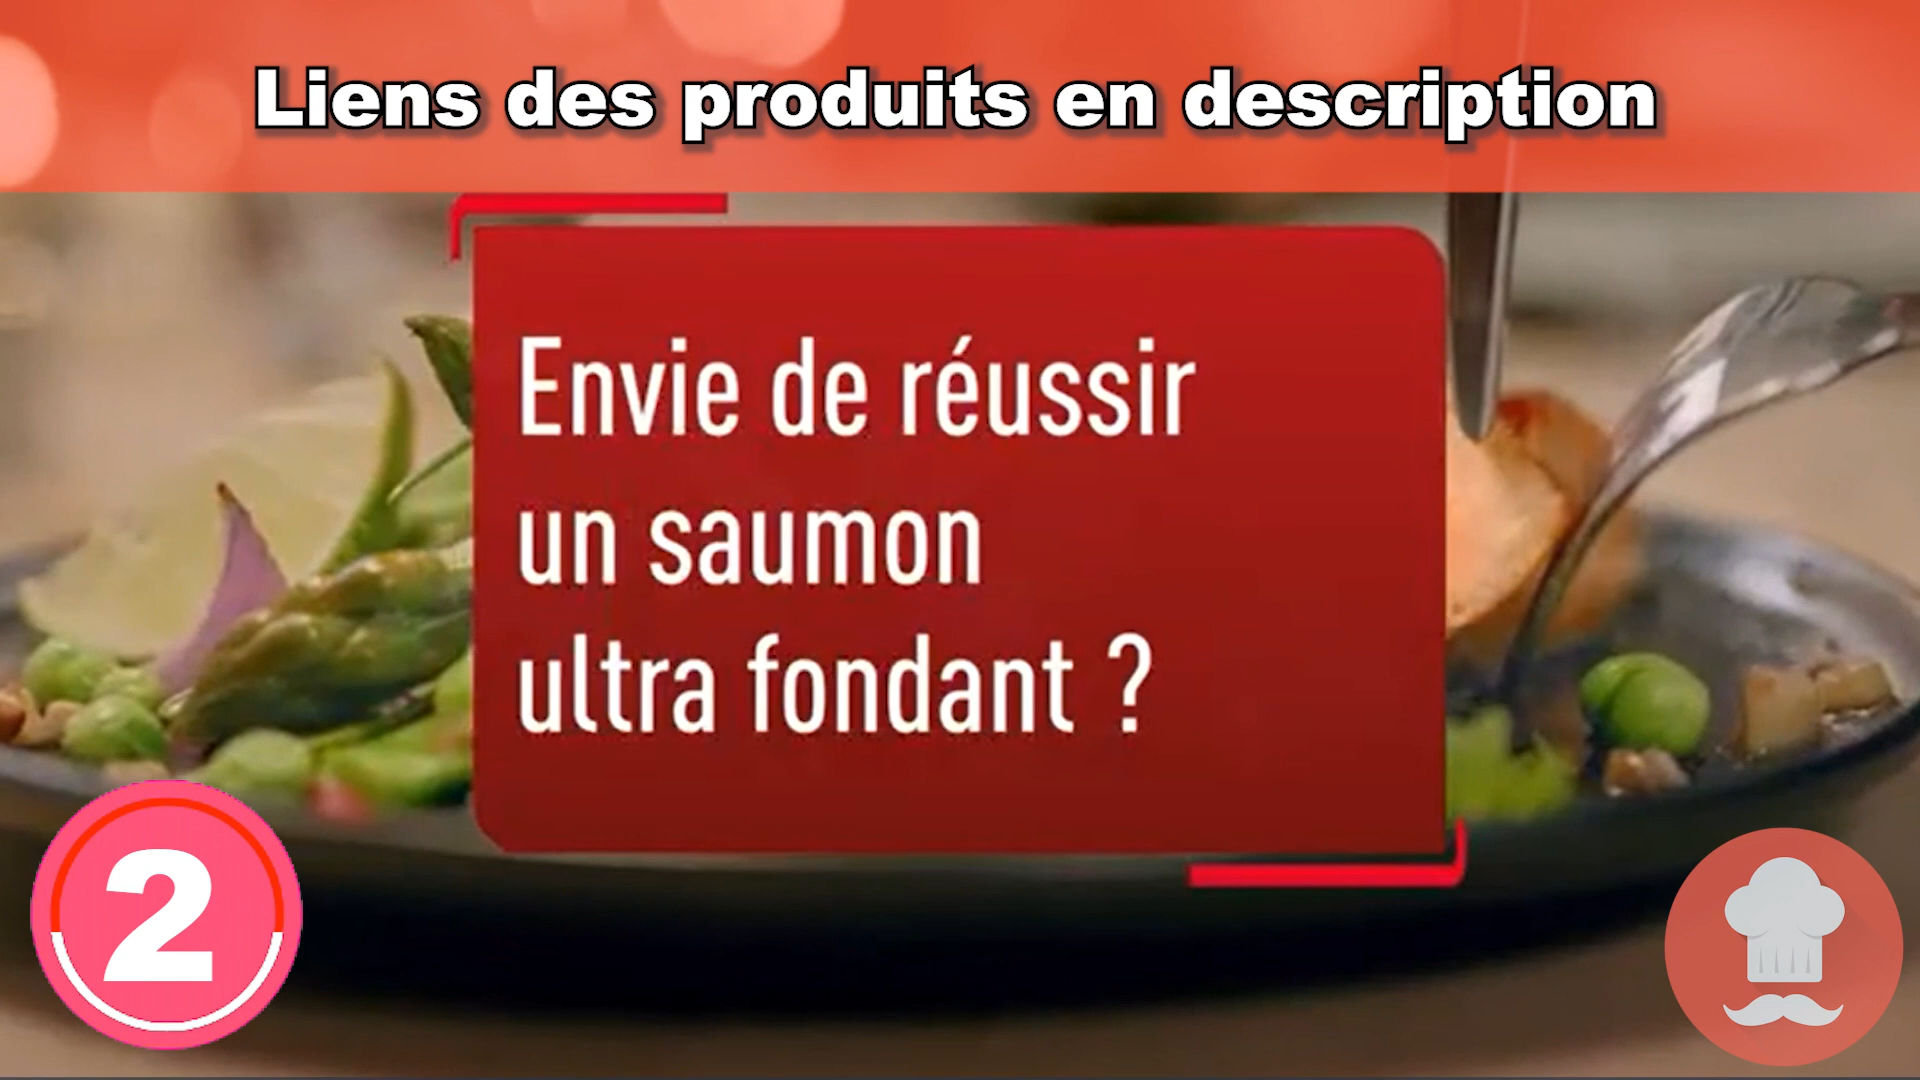 Liens des produits en description
Envie de réussir
un saumon
ultra fondant ?
2